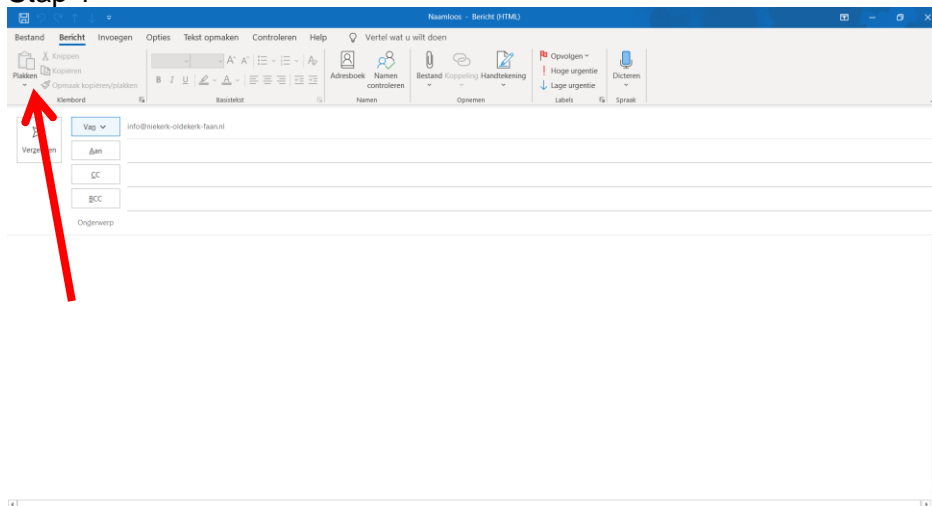 Naamloos - Bericht (HTML)
Bestand Bericht Invoegen Opties Tekst opmaken Controleren Help Vertel wat u wilt doen
Plakken
Knippen
Kopiëren
Opmaak kopiëren/plakken
Klembord
B I U A
Basistekst
Adresboek
Namen controleren
Namen
Bestand Koppeling Handtekening
Opnemen
Opvolgen
Hoge urgentie
Lage urgentie
Labels
Dicteren
Spraak
Van
info@niekerk-oldekerk-faan.nl
Aan
CC
BCC
Onderwerp